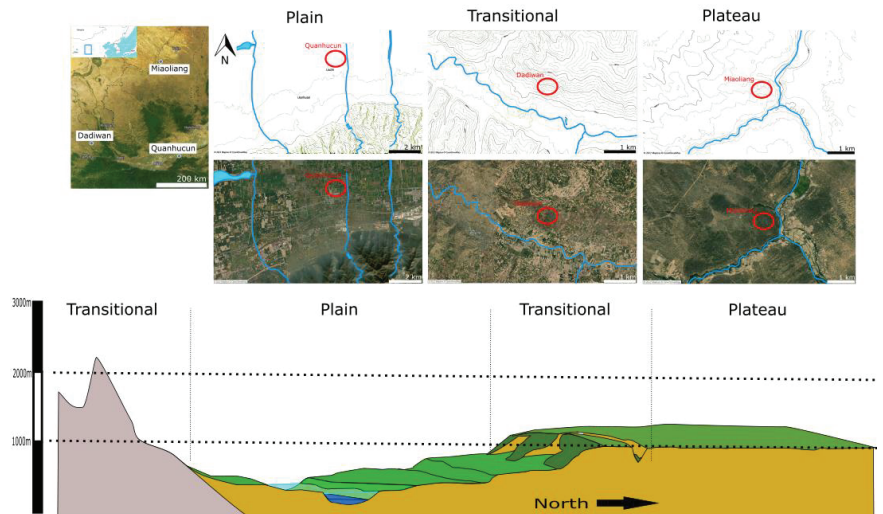 Plain
Transitional
Plateau
N
Quanhucun
Dadiwan
Miaoliang
Miaoliang
Dadiwan
Quanhucun
200 km
2 km
1 km
1 km
2 km
1 km
1 km
3000m
Transitional
Plain
Transitional
Plateau
2000m
1000m
North